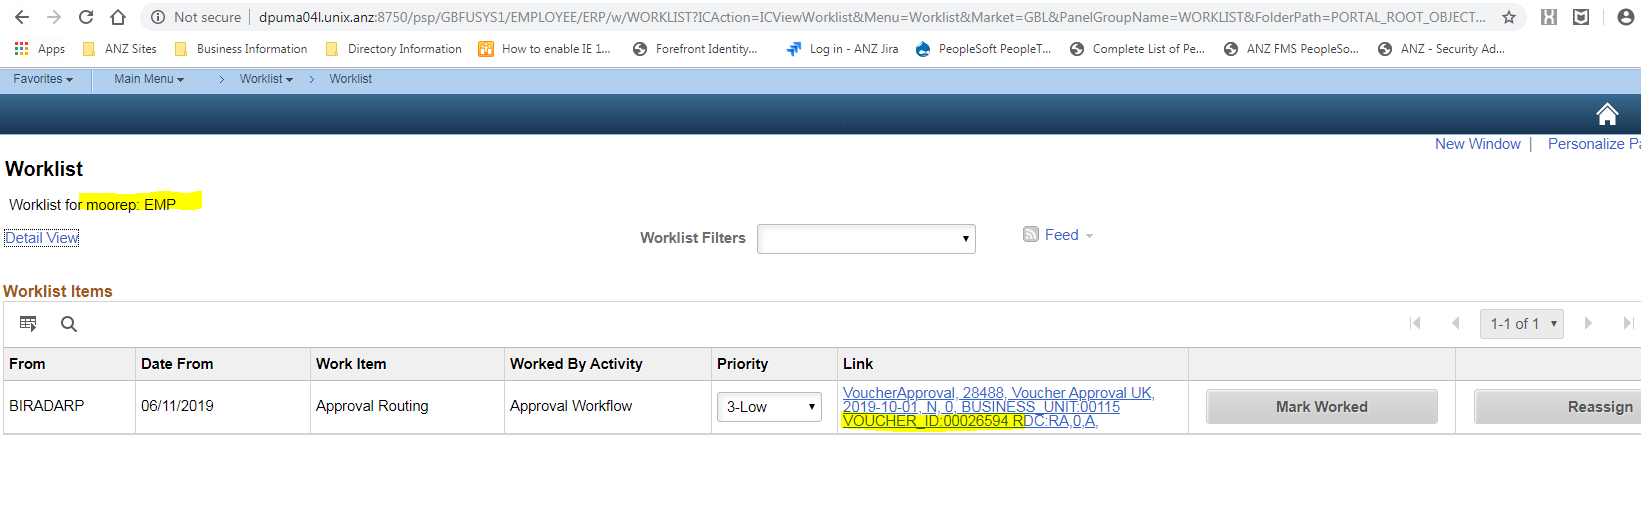 Not secure | dpuma04l.unix.anz:8750/psp/GBFUSYS1/EMPLOYEE/ERP/w/WORKLIST?ICAction=ICViewWorklist&Menu=Worklist&Market=GBL&PanelGroupName=WORKLIST&FolderPath=PORTAL_ROOT_OBJECT...
Apps ANZ Sites Business Information Directory Information How to enable IE 1... Forefront Identity... Log in - ANZ Jira PeopleSoft PeopleT... Complete List of Pe... ANZ FMS PeopleSo... ANZ - Security Ad...
Favorites Main Menu > Worklist > Worklist
New Window | Personalize Pa
Worklist
Worklist for moorep: EMP
Detail View
Worklist Filters
Feed
Worklist Items
1-1 of 1
From Date From Work Item Worked By Activity Priority Link
BIRADARP 06/11/2019 Approval Routing Approval Workflow 3-Low VoucherApproval, 28488, Voucher Approval UK,
2019-10-01, N, 0, BUSINESS_UNIT:00115
VOUCHER_ID:00026594 RDC:RA,0,A,
Mark Worked Reassign